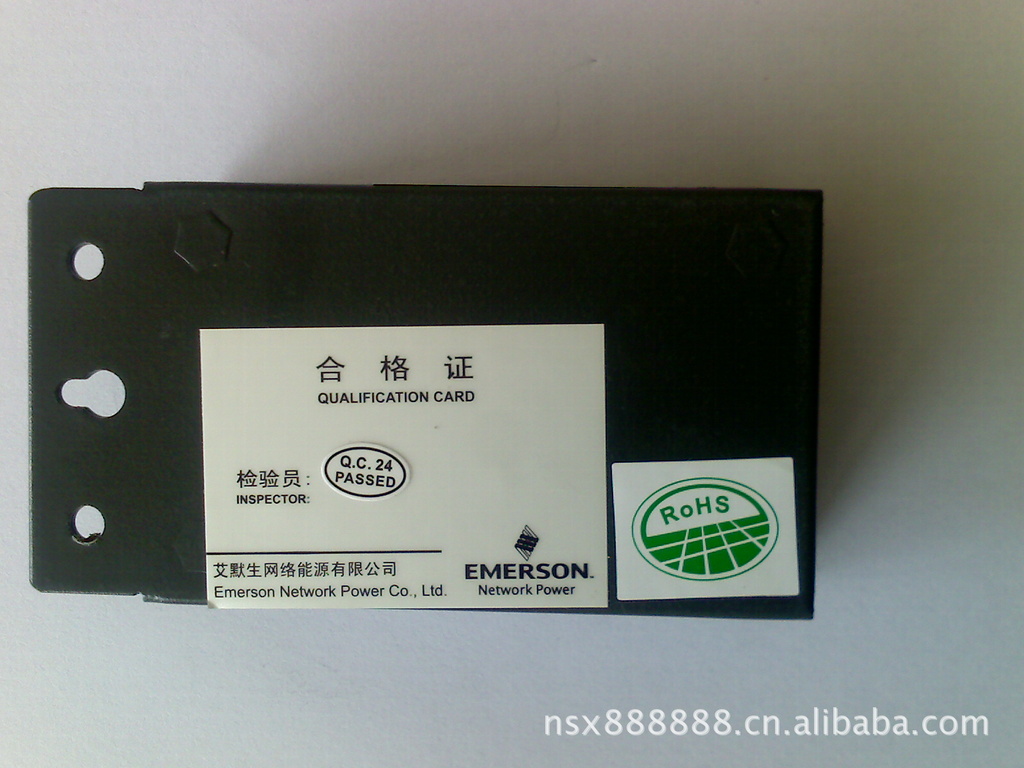 合格证
QUALIFICATION CARD
检验员:
INSPECTOR:
Q.C. 24
PASSED
艾默生网络能源有限公司
Emerson Network Power Co., Ltd.
EMERSON
Network Power
RoHS
nsx888888.cn.alibaba.com